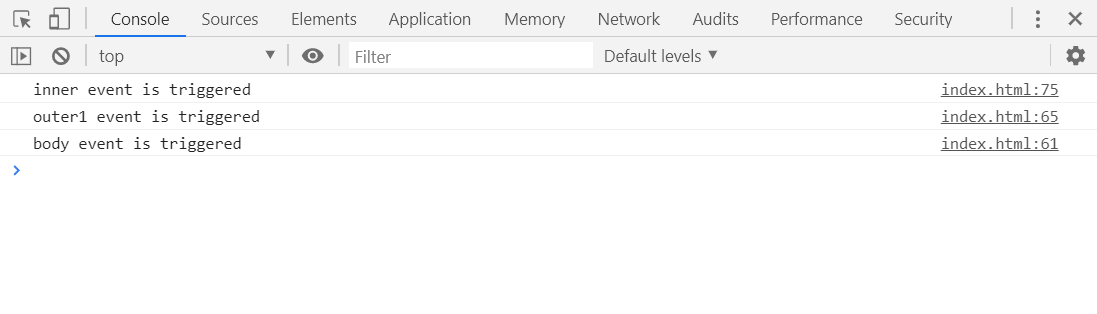 Console Sources Elements Application Memory Network Audits Performance Security
top Filter Default levels
inner event is triggered index.html:75
outer1 event is triggered index.html:65
body event is triggered index.html:61